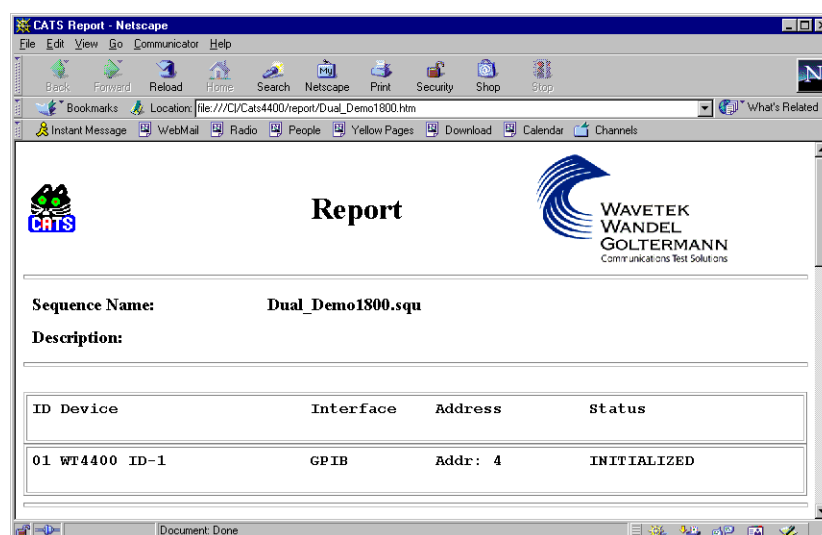 CATS Report - Netscape
File Edit View Go Communicator Help
Back Forward Reload Home Search Netscape Print Security Shop Stop
My
N
Bookmarks Location: file:///C|/Cats4400/report/Dual_Demo1800.htm What's Related
Instant Message WebMail Radio People Yellow Pages Download Calendar Channels
CATS
Report
WAVETEK
WANDEL
GOLTERMANN
Communications Test Solutions
Sequence Name: Dual_Demo1800.squ
Description:
ID Device Interface Address Status
01 WT4400 ID-1 GPIB Addr: 4 INITIALIZED
Document: Done